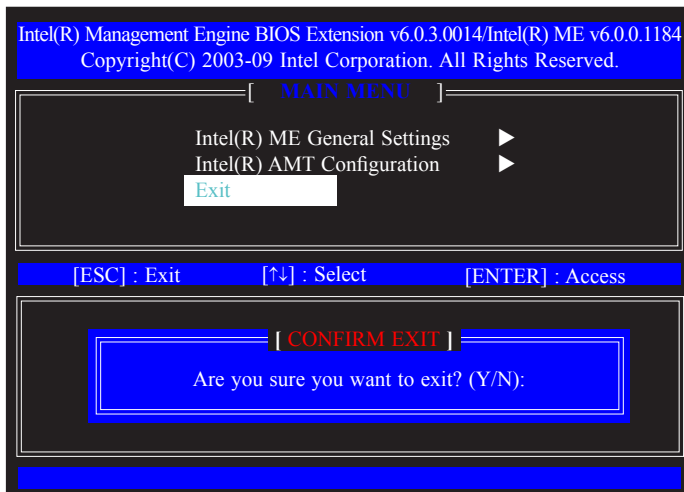 Intel(R) Management Engine BIOS Extension v6.0.3.0014/Intel(R) ME v6.0.0.1184
Copyright(C) 2003-09 Intel Corporation. All Rights Reserved.
[ MAIN MENU ]
Intel(R) ME General Settings ▶
Intel(R) AMT Configuration ▶
Exit
[ESC] : Exit [↑↓] : Select [ENTER] : Access
[ CONFIRM EXIT ]
Are you sure you want to exit? (Y/N):